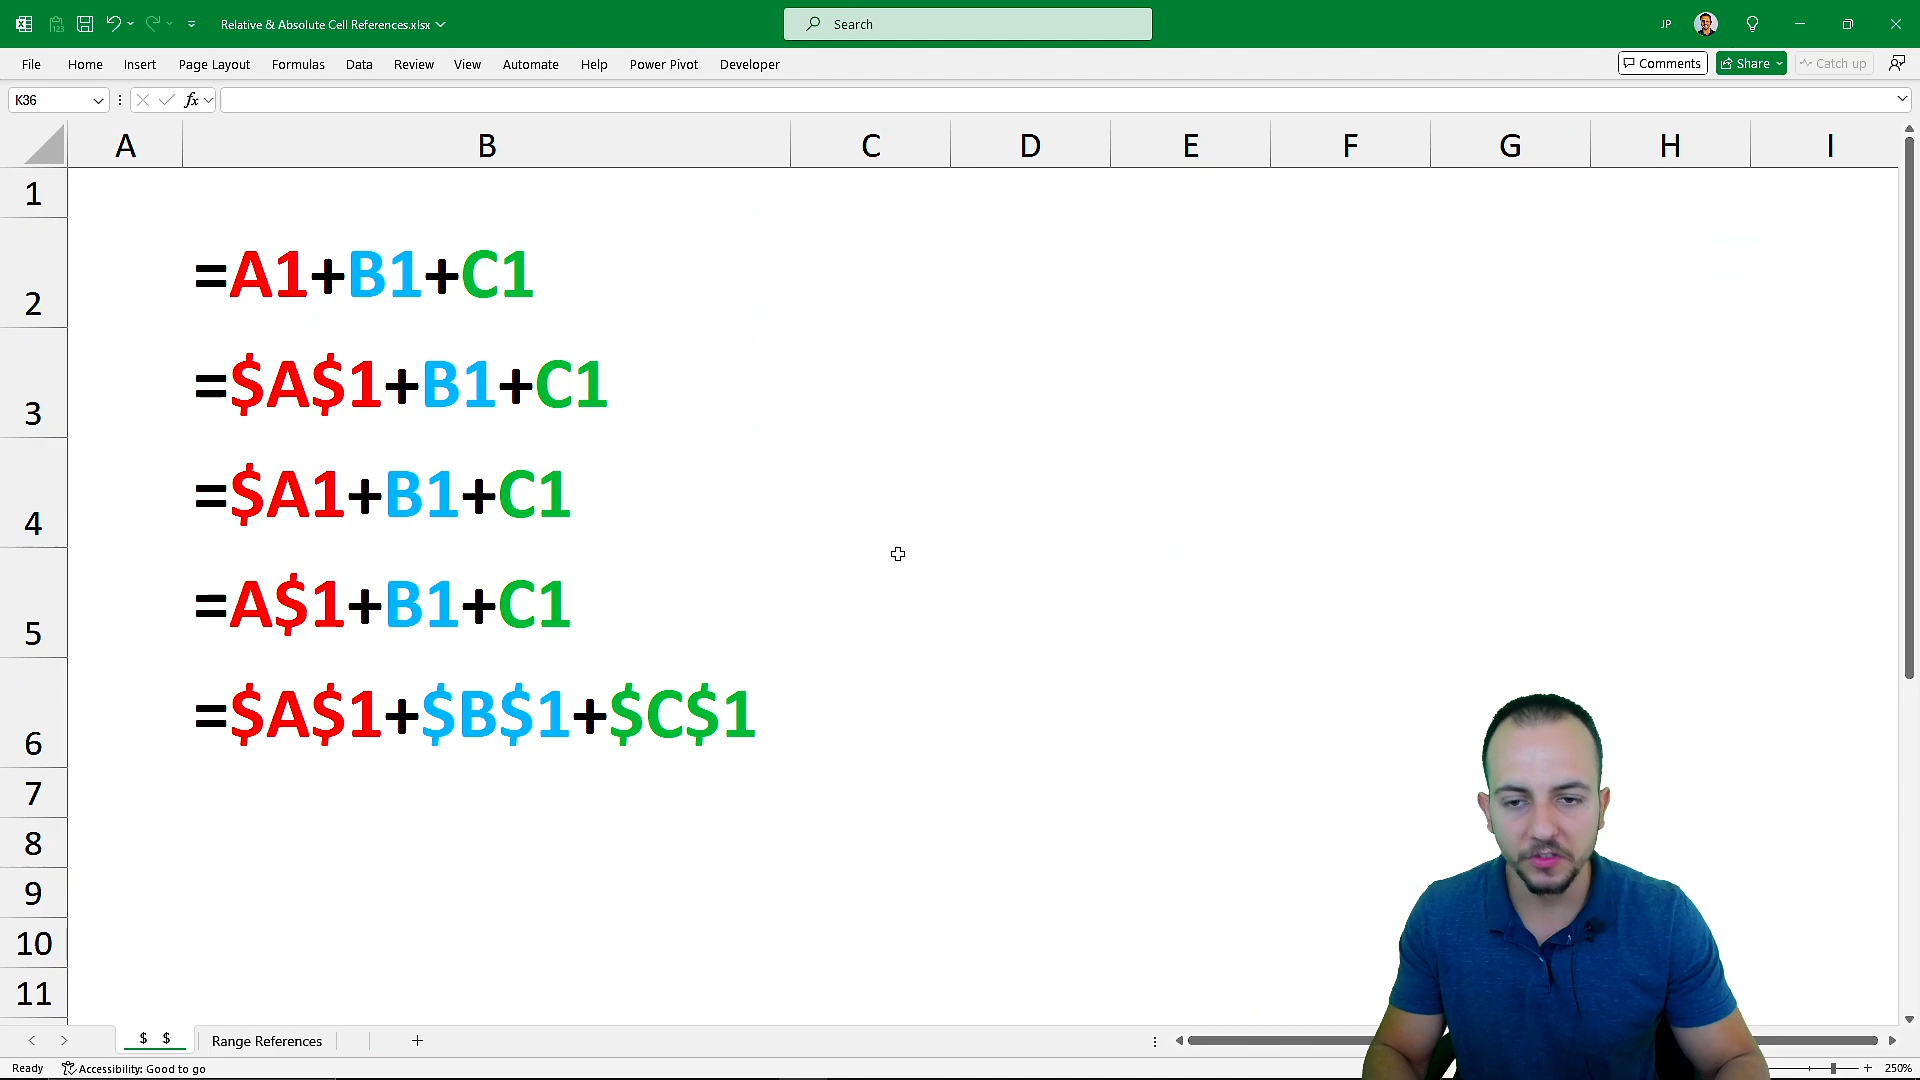 Relative & Absolute Cell References.xlsx
Search
JP
File Home Insert Page Layout Formulas Data Review View Automate Help Power Pivot Developer
Comments Share Catch up
K36 fx
A B C D E F G H I
1
2 =A1+B1+C1
3 =$A$1+B1+C1
4 =$A1+B1+C1
5 =A$1+B1+C1
6 =$A$1+$B$1+$C$1
7
8
9
10
11
$ $ Range References +
Ready Accessibility: Good to go + 250%